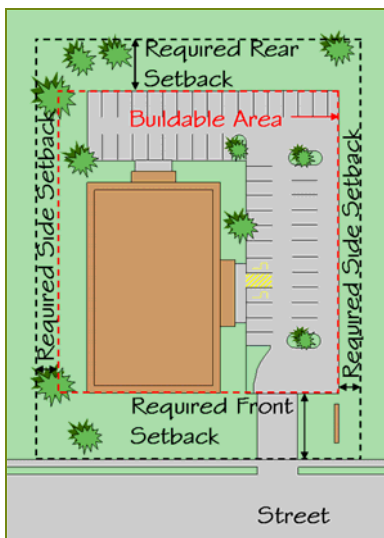 Required Rear
Setback
Buildable Area
Required Side Setback
Required Side Setback
Required Front
Setback
Street